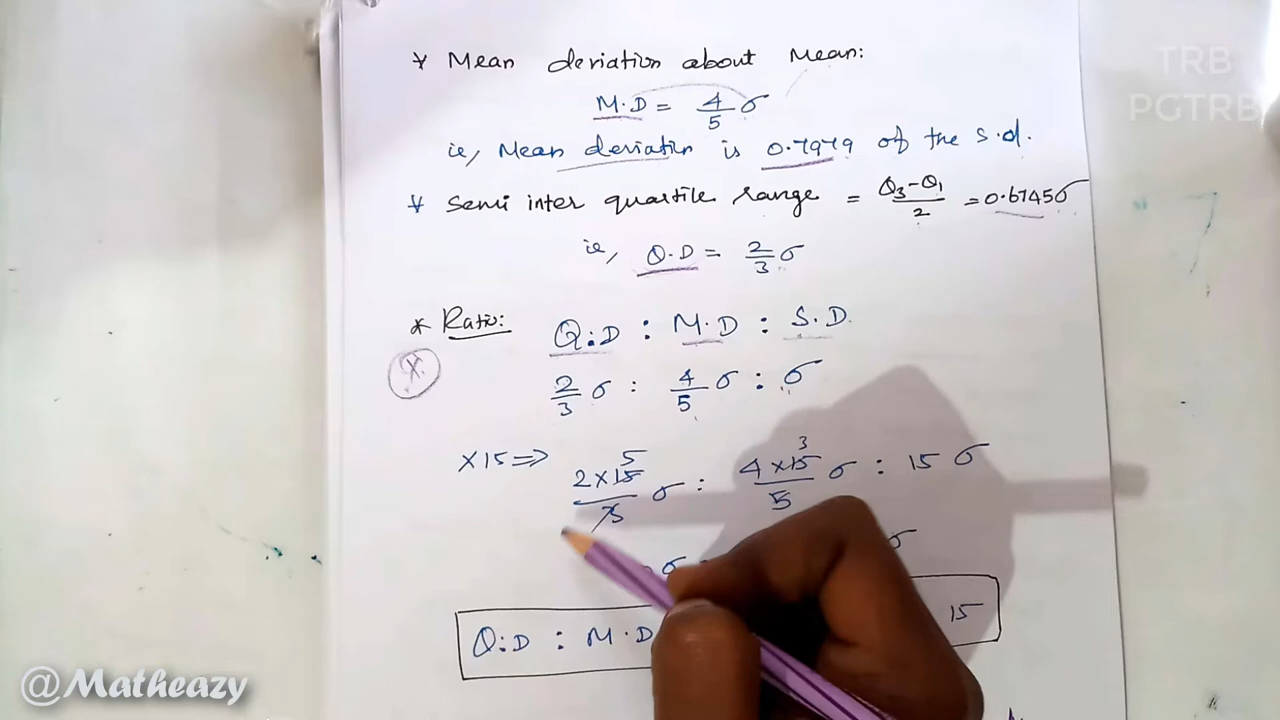 * Mean deviation about Mean:
M.D = 4/5 σ
ie, Mean deviation is 0.7979 of the s.d.
* Semi inter quartile range = Q3-Q1/2 = 0.6745σ
ie, Q.D = 2/3 σ
* Ratio: Q.D : M.D : S.D.
2/3 σ : 4/5 σ : σ
×15 ⇒ 2×15/3 σ : 4×15/5 σ : 15 σ
5 3
σ σ
Q.D : M.D 15
TRB
PGTRB
@Matheazy